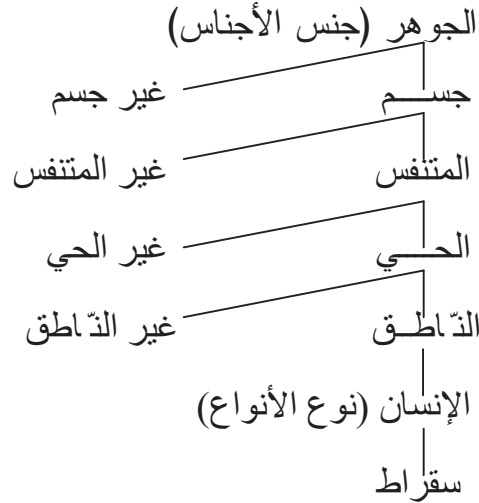 الجوهر (جنس الأجناس)
جســـم غير جسم
المتنفس غير المتنفس
الحـــي غير الحي
النّاطــق غير النّاطق
الإنسان (نوع الأنواع)
سقراط